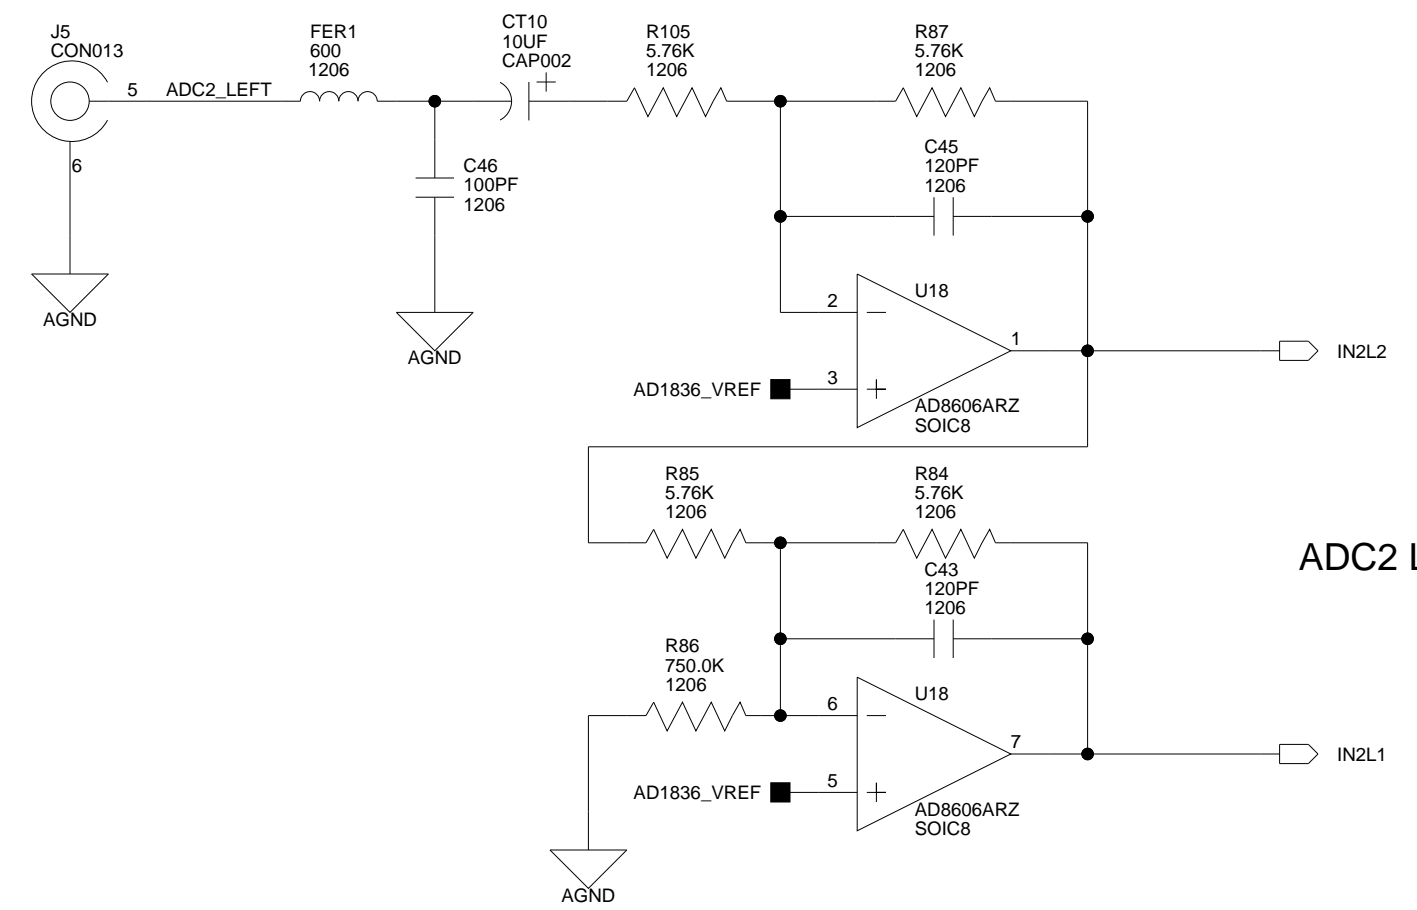 J5
CON013
5
ADC2_LEFT
6
AGND
FER1
600
1206
CT10
10UF
CAP002
+
C46
100PF
1206
AGND
R105
5.76K
1206
R87
5.76K
1206
C45
120PF
1206
U18
2
1
3
AD1836_VREF
AD8606ARZ
SOIC8
IN2L2
R85
5.76K
1206
R84
5.76K
1206
C43
120PF
1206
ADC2 L
R86
750.0K
1206
U18
6
7
5
AD1836_VREF
AD8606ARZ
SOIC8
IN2L1
AGND